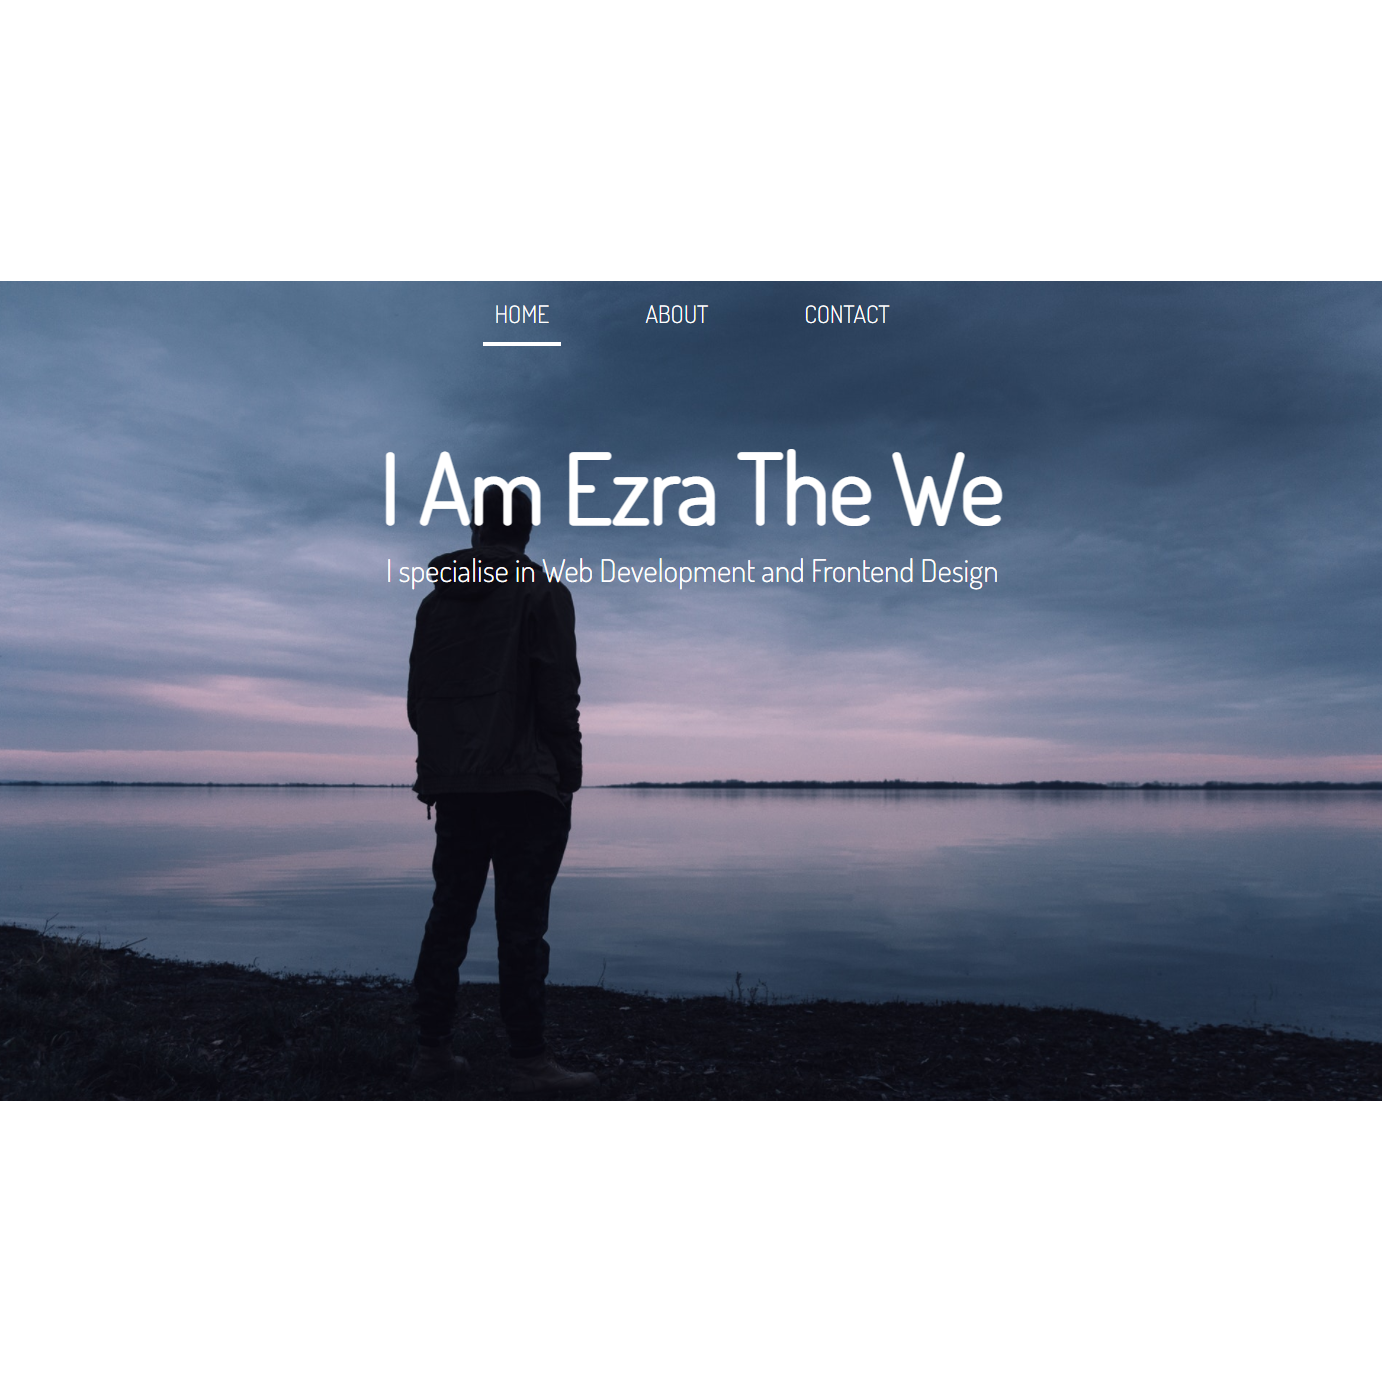 HOME ABOUT CONTACT
I Am Ezra The We
I specialise in Web Development and Frontend Design